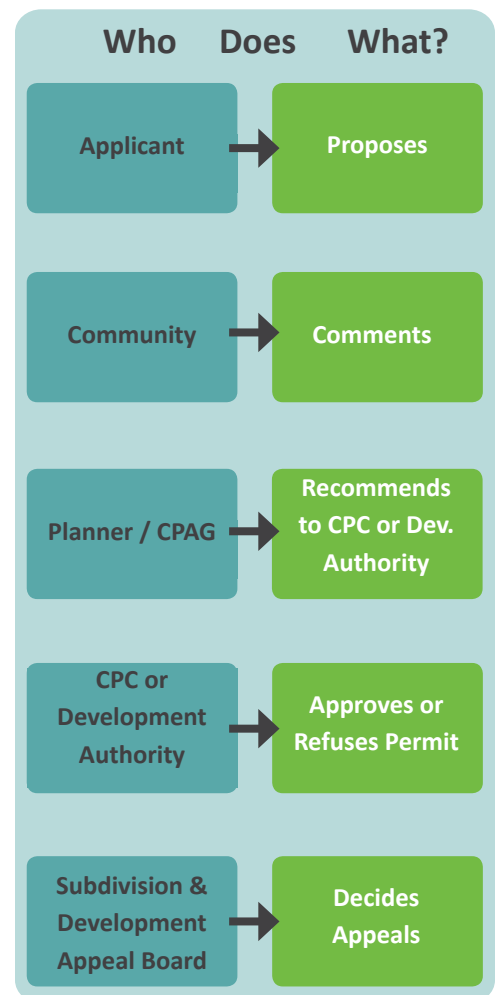 Who Does What?
Applicant
Proposes
Community
Comments
Planner / CPAG
Recommends
to CPC or Dev.
Authority
CPC or
Development
Authority
Approves or
Refuses Permit
Subdivision &
Development
Appeal Board
Decides
Appeals